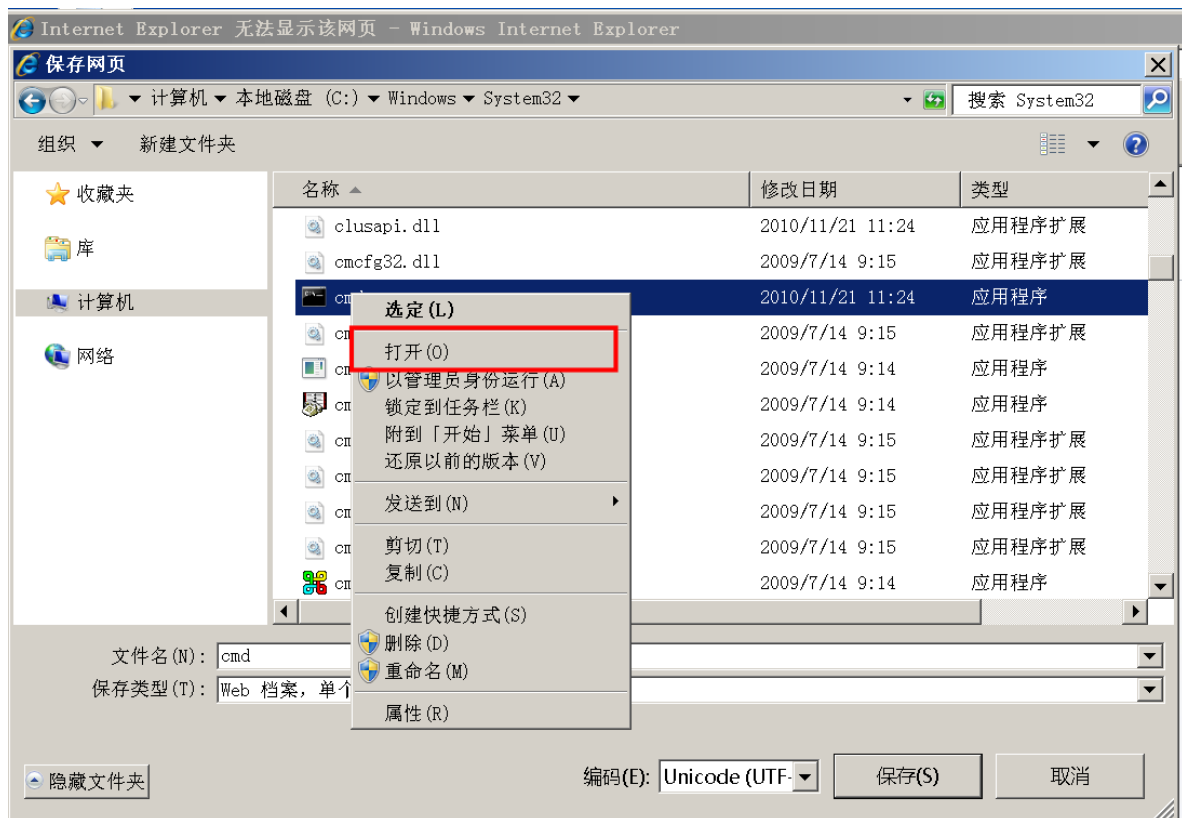 Internet Explorer 无法显示该网页 - Windows Internet Explorer
保存网页
计算机 本地磁盘 (C:) Windows System32 搜索 System32
组织 新建文件夹
收藏夹
库
计算机
网络
名称 修改日期 类型
clusapi.dll 2010/11/21 11:24 应用程序扩展
cmcfg32.dll 2009/7/14 9:15 应用程序扩展
2010/11/21 11:24 应用程序
2009/7/14 9:15 应用程序扩展
2009/7/14 9:14 应用程序
2009/7/14 9:14 应用程序
2009/7/14 9:15 应用程序扩展
2009/7/14 9:15 应用程序扩展
2009/7/14 9:15 应用程序扩展
2009/7/14 9:15 应用程序扩展
2009/7/14 9:14 应用程序
选定(L)
打开(O)
以管理员身份运行(A)
锁定到任务栏(K)
附到「开始」菜单(U)
还原以前的版本(V)
发送到(N)
剪切(T)
复制(C)
创建快捷方式(S)
删除(D)
重命名(M)
属性(R)
文件名(N): cmd
保存类型(T): Web 档案，单个
隐藏文件夹 编码(E): Unicode (UTF- 保存(S) 取消